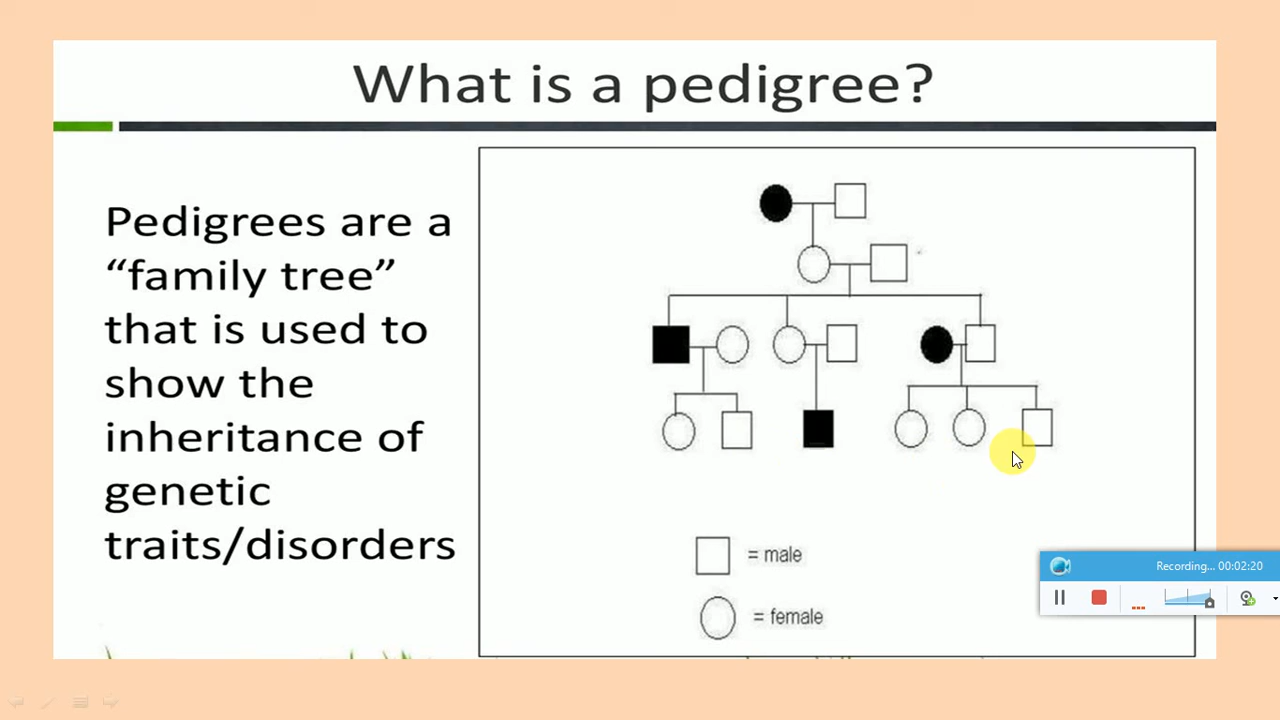 What is a pedigree?
Pedigrees are a
“family tree”
that is used to
show the
inheritance of
genetic
traits/disorders
= male
= female
Recording... 00:02:20